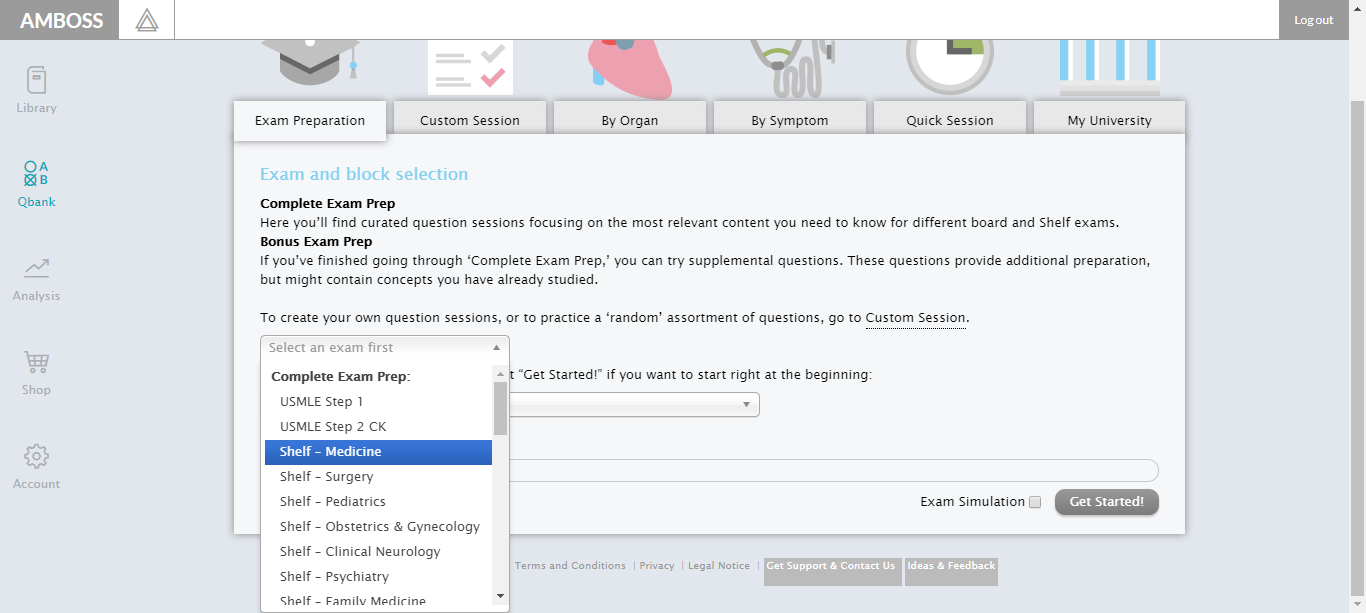 AMBOSS
Log out
Library
A
B
Qbank
Analysis
Shop
Account
Exam Preparation
Custom Session
By Organ
By Symptom
Quick Session
My University
Exam and block selection
Complete Exam Prep
Here you’ll find curated question sessions focusing on the most relevant content you need to know for different board and Shelf exams.
Bonus Exam Prep
If you’ve finished going through ‘Complete Exam Prep,’ you can try supplemental questions. These questions provide additional preparation,
but might contain concepts you have already studied.
To create your own question sessions, or to practice a ‘random’ assortment of questions, go to Custom Session.
Select an exam first
t “Get Started!” if you want to start right at the beginning:
Complete Exam Prep:
USMLE Step 1
USMLE Step 2 CK
Shelf – Medicine
Shelf – Surgery
Shelf – Pediatrics
Shelf – Obstetrics & Gynecology
Shelf – Clinical Neurology
Shelf – Psychiatry
Shelf – Family Medicine
Exam Simulation
Get Started!
Terms and Conditions | Privacy | Legal Notice | Get Support & Contact Us Ideas & Feedback